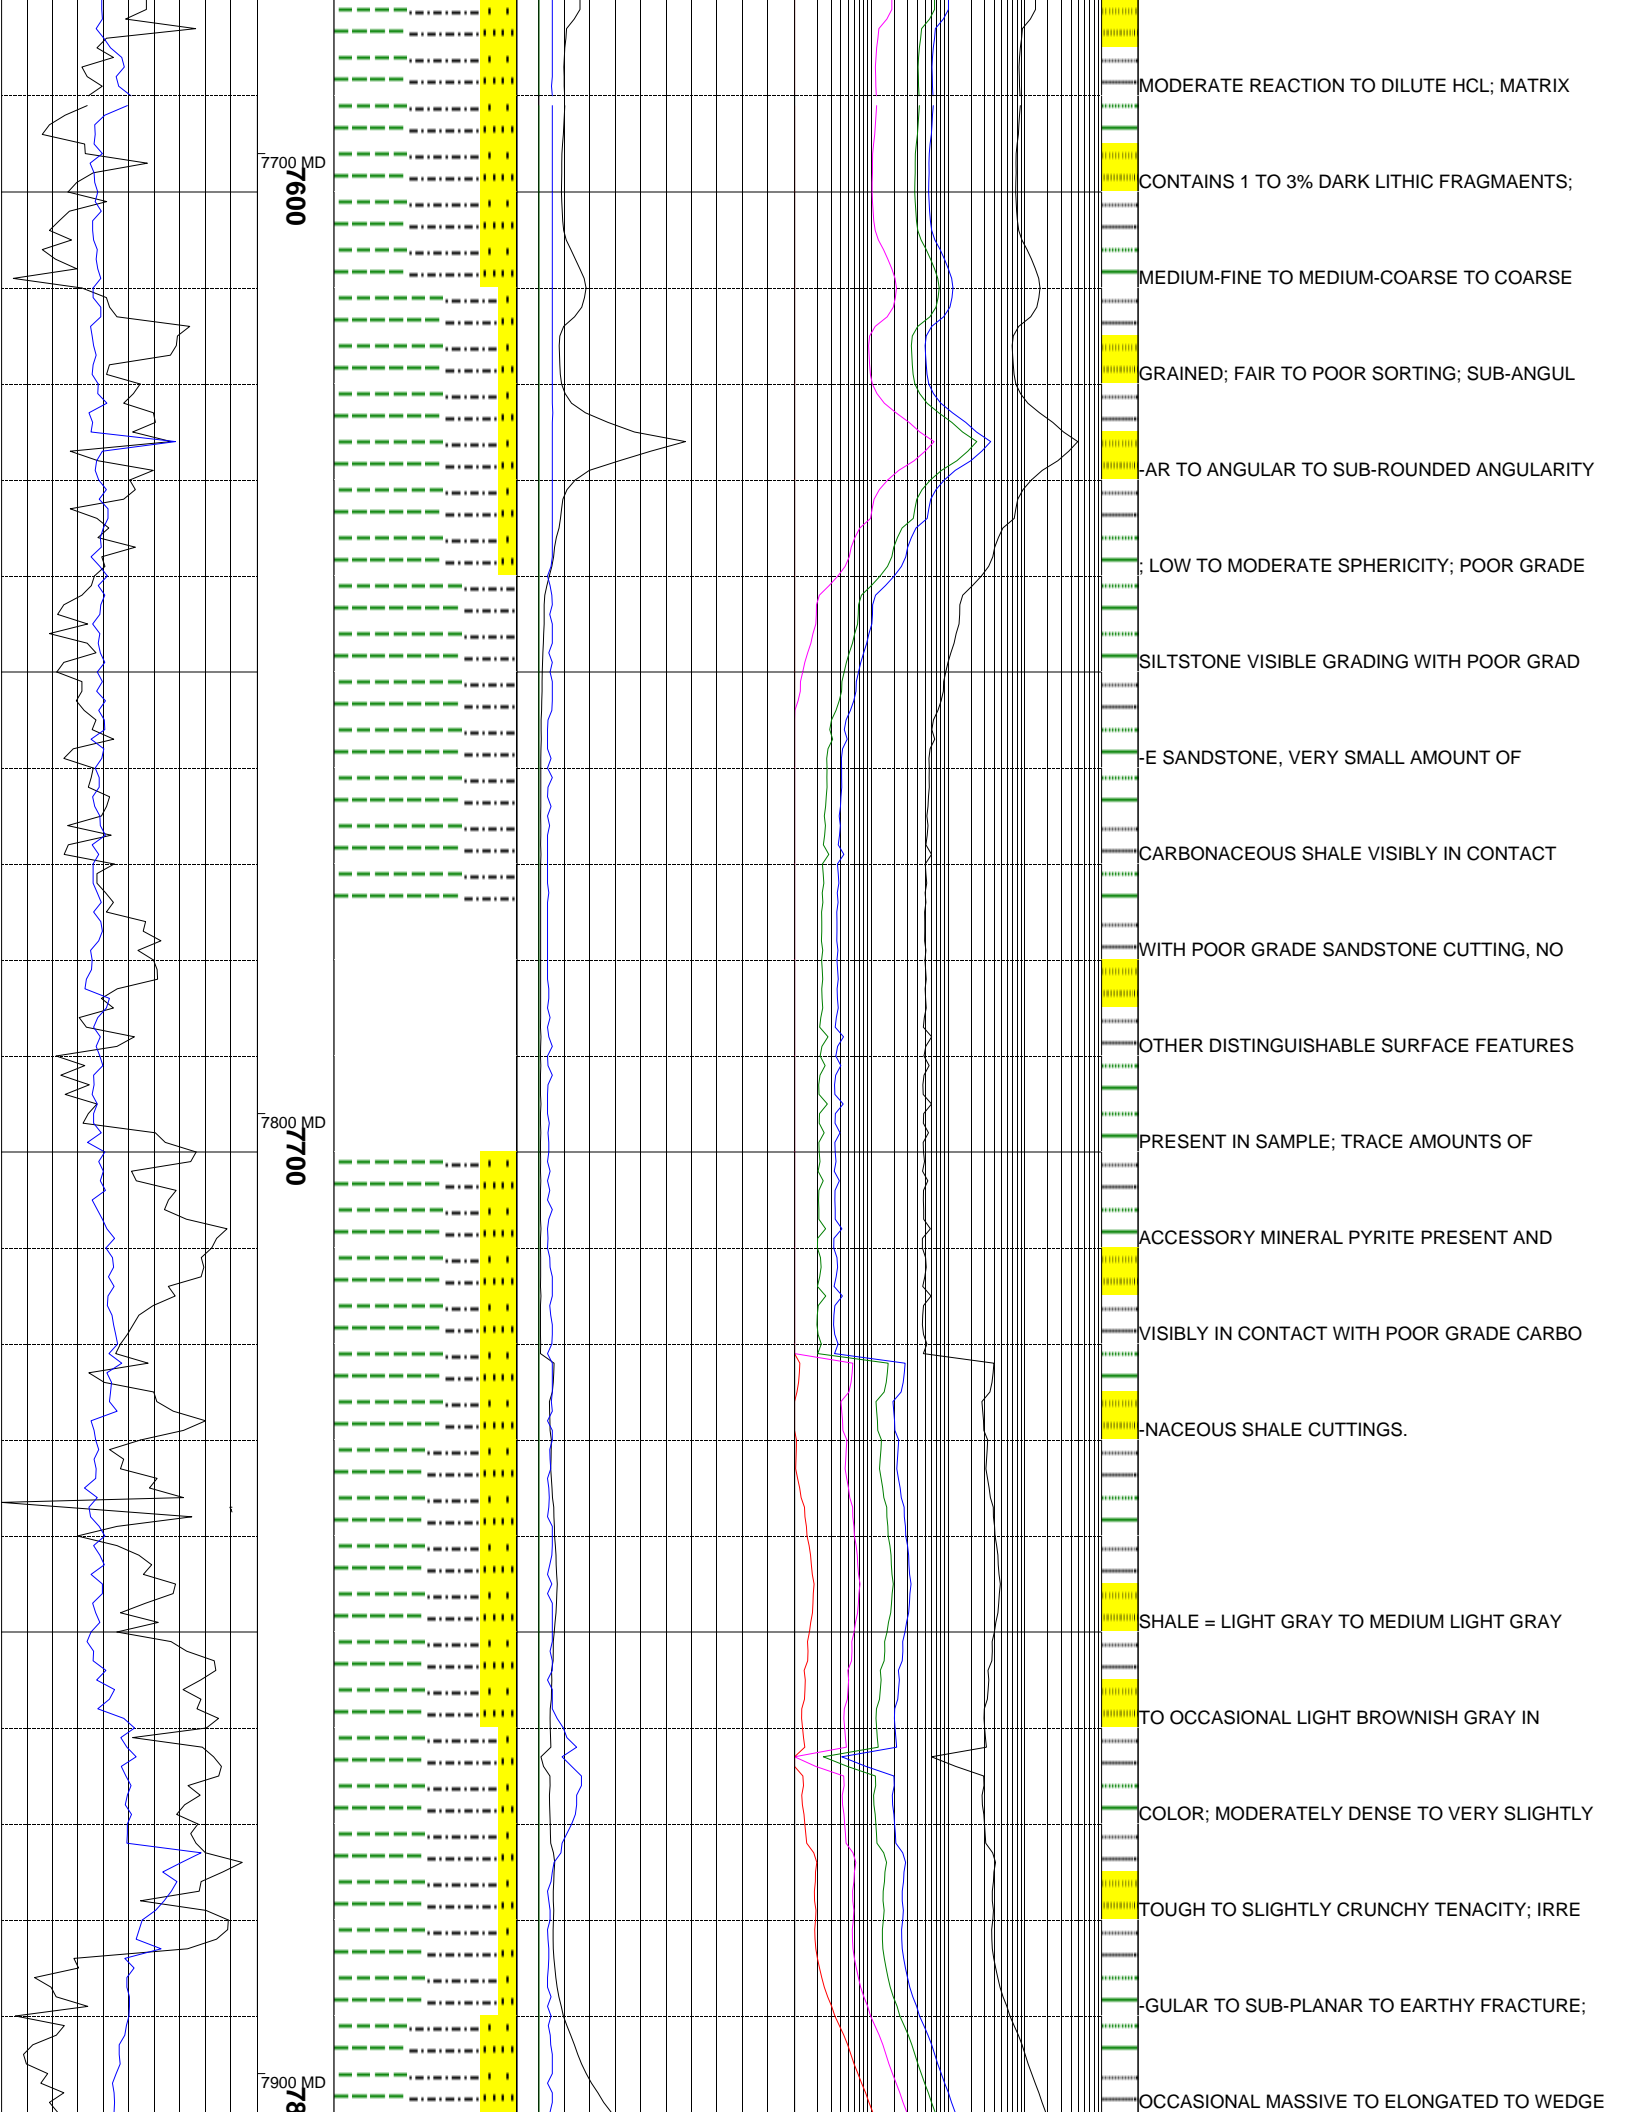 MODERATE REACTION TO DILUTE HCL; MATRIX
7700 MD
7600
CONTAINS 1 TO 3% DARK LITHIC FRAGMAENTS;
MEDIUM-FINE TO MEDIUM-COARSE TO COARSE
GRAINED; FAIR TO POOR SORTING; SUB-ANGUL
-AR TO ANGULAR TO SUB-ROUNDED ANGULARITY
; LOW TO MODERATE SPHERICITY; POOR GRADE
SILTSTONE VISIBLE GRADING WITH POOR GRAD
-E SANDSTONE, VERY SMALL AMOUNT OF
CARBONACEOUS SHALE VISIBLY IN CONTACT
WITH POOR GRADE SANDSTONE CUTTING, NO
OTHER DISTINGUISHABLE SURFACE FEATURES
7800 MD
7700
PRESENT IN SAMPLE; TRACE AMOUNTS OF
ACCESSORY MINERAL PYRITE PRESENT AND
VISIBLY IN CONTACT WITH POOR GRADE CARBO
-NACEOUS SHALE CUTTINGS.
SHALE = LIGHT GRAY TO MEDIUM LIGHT GRAY
TO OCCASIONAL LIGHT BROWNISH GRAY IN
COLOR; MODERATELY DENSE TO VERY SLIGHTLY
TOUGH TO SLIGHTLY CRUNCHY TENACITY; IRRE
-GULAR TO SUB-PLANAR TO EARTHY FRACTURE;
7900 MD
OCCASIONAL MASSIVE TO ELONGATED TO WEDGE